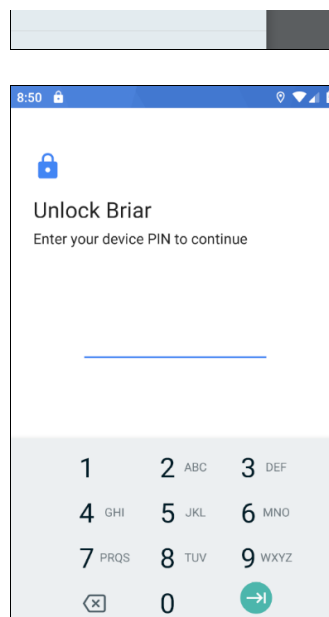 8:50
Unlock Briar
Enter your device PIN to continue
1 2 ABC 3 DEF
4 GHI 5 JKL 6 MNO
7 PRQS 8 TUV 9 WXYZ
0